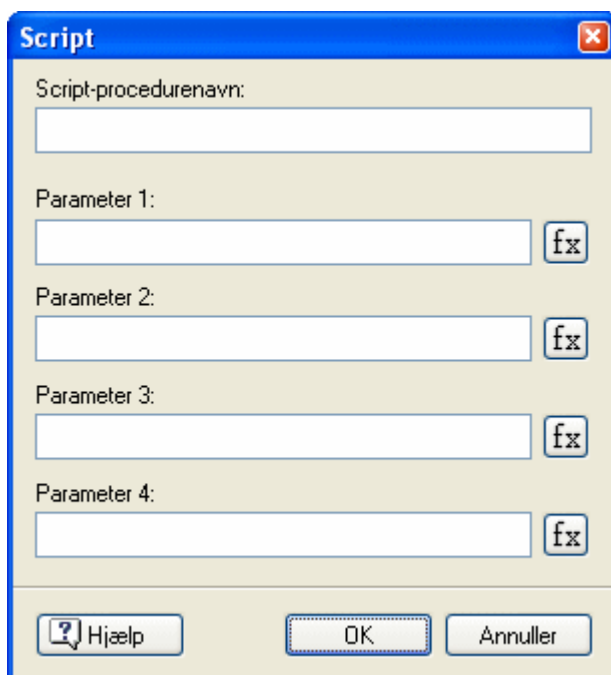 Script
Script-procedurenavn:
Parameter 1:
fx
Parameter 2:
fx
Parameter 3:
fx
Parameter 4:
fx
? Hjælp OK Annuller